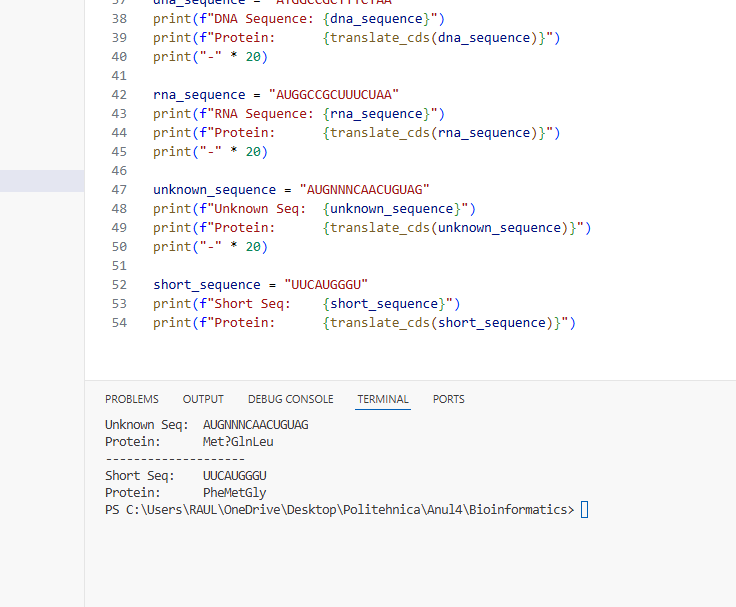 37 dna_sequence = "ATGGCCGCTTTCTAA"
38 print(f"DNA Sequence: {dna_sequence}")
39 print(f"Protein:      {translate_cds(dna_sequence)}")
40 print("-" * 20)
41
42 rna_sequence = "AUGGCCGCUUUCUAA"
43 print(f"RNA Sequence: {rna_sequence}")
44 print(f"Protein:      {translate_cds(rna_sequence)}")
45 print("-" * 20)
46
47 unknown_sequence = "AUGNNNCAACUGUAG"
48 print(f"Unknown Seq:  {unknown_sequence}")
49 print(f"Protein:      {translate_cds(unknown_sequence)}")
50 print("-" * 20)
51
52 short_sequence = "UUCAUGGGU"
53 print(f"Short Seq:    {short_sequence}")
54 print(f"Protein:      {translate_cds(short_sequence)}")
PROBLEMS OUTPUT DEBUG CONSOLE TERMINAL PORTS
Unknown Seq:  AUGNNNCAACUGUAG
Protein:      Met?GlnLeu
--------------------
Short Seq:    UUCAUGGGU
Protein:      PheMetGly
PS C:\Users\RAUL\OneDrive\Desktop\Politehnica\Anul4\Bioinformatics>